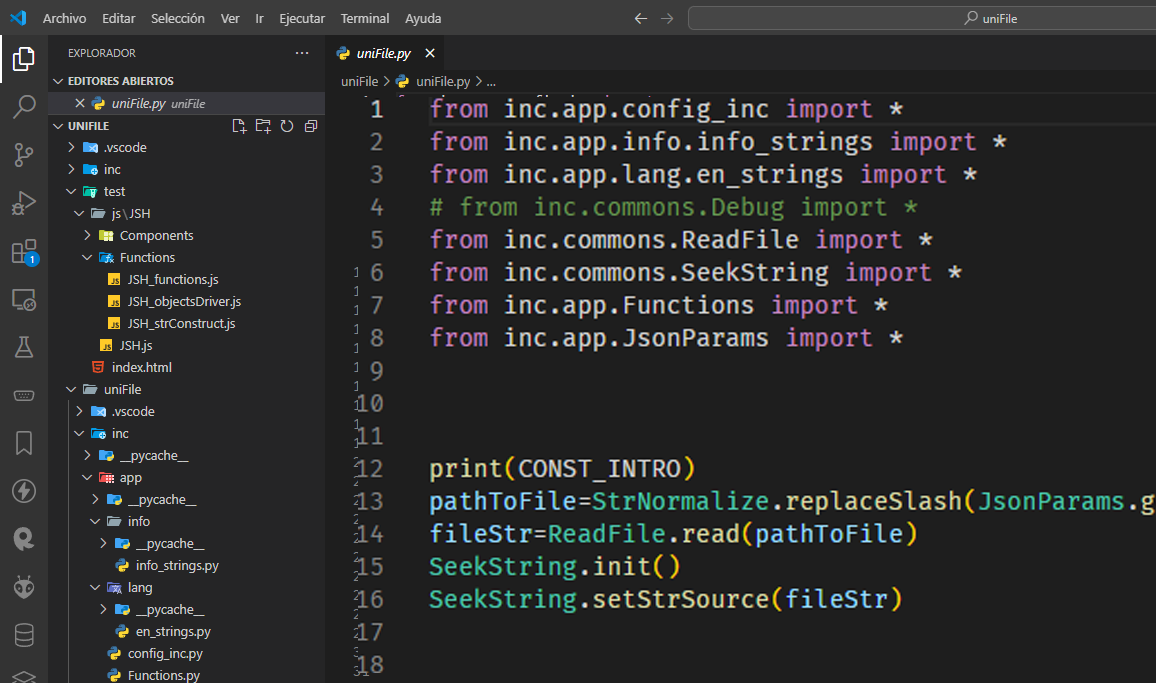 Archivo Editar Selección Ver Ir Ejecutar Terminal Ayuda
uniFile
EXPLORADOR
EDITORES ABIERTOS
uniFile.py uniFile
UNIFILE
.vscode
inc
test
js\JSH
Components
Functions
JSH_functions.js
JSH_objectsDriver.js
JSH_strConstruct.js
JSH.js
index.html
uniFile
.vscode
inc
__pycache__
app
__pycache__
info
__pycache__
info_strings.py
lang
__pycache__
en_strings.py
config_inc.py
Functions.py
1
uniFile.py
uniFile > uniFile.py > ...
1 from inc.app.config_inc import *
2 from inc.app.info.info_strings import *
3 from inc.app.lang.en_strings import *
4 # from inc.commons.Debug import *
5 from inc.commons.ReadFile import *
6 from inc.commons.SeekString import *
7 from inc.app.Functions import *
8 from inc.app.JsonParams import *
9
10
11
12 print(CONST_INTRO)
13 pathToFile=StrNormalize.replaceSlash(JsonParams.g
14 fileStr=ReadFile.read(pathToFile)
15 SeekString.init()
16 SeekString.setStrSource(fileStr)
17
18